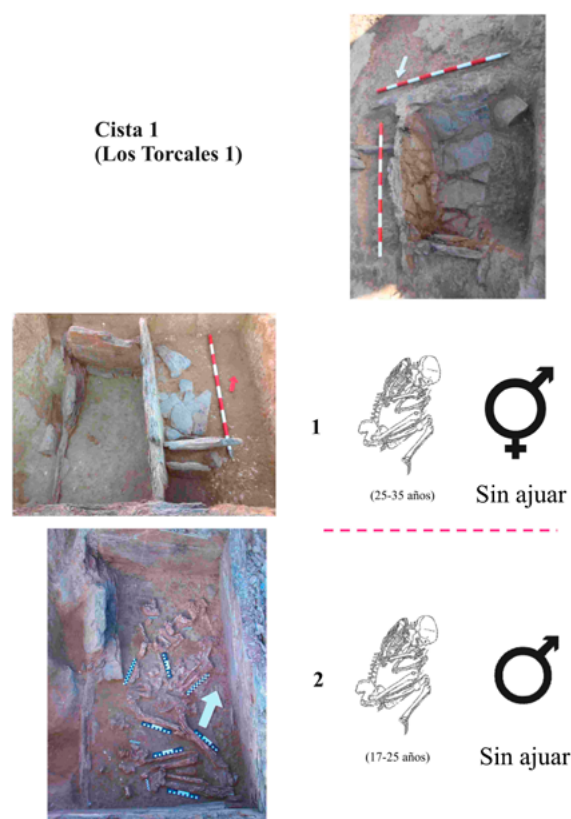 Cista 1
(Los Torcales 1)
1
(25-35 años)
Sin ajuar
2
(17-25 años)
Sin ajuar